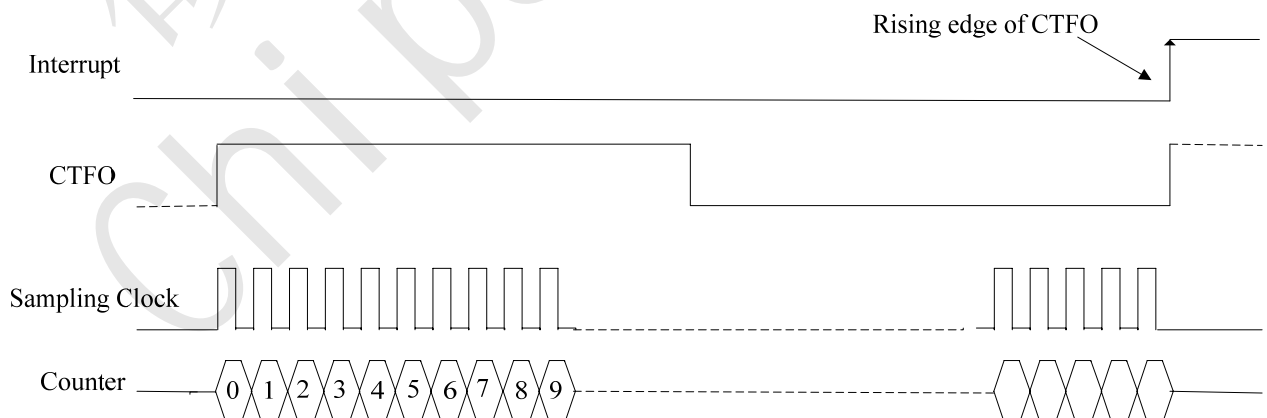 Rising edge of CTFO
Interrupt
CTFO
Sampling Clock
Counter
0 1 2 3 4 5 6 7 8 9
Chip